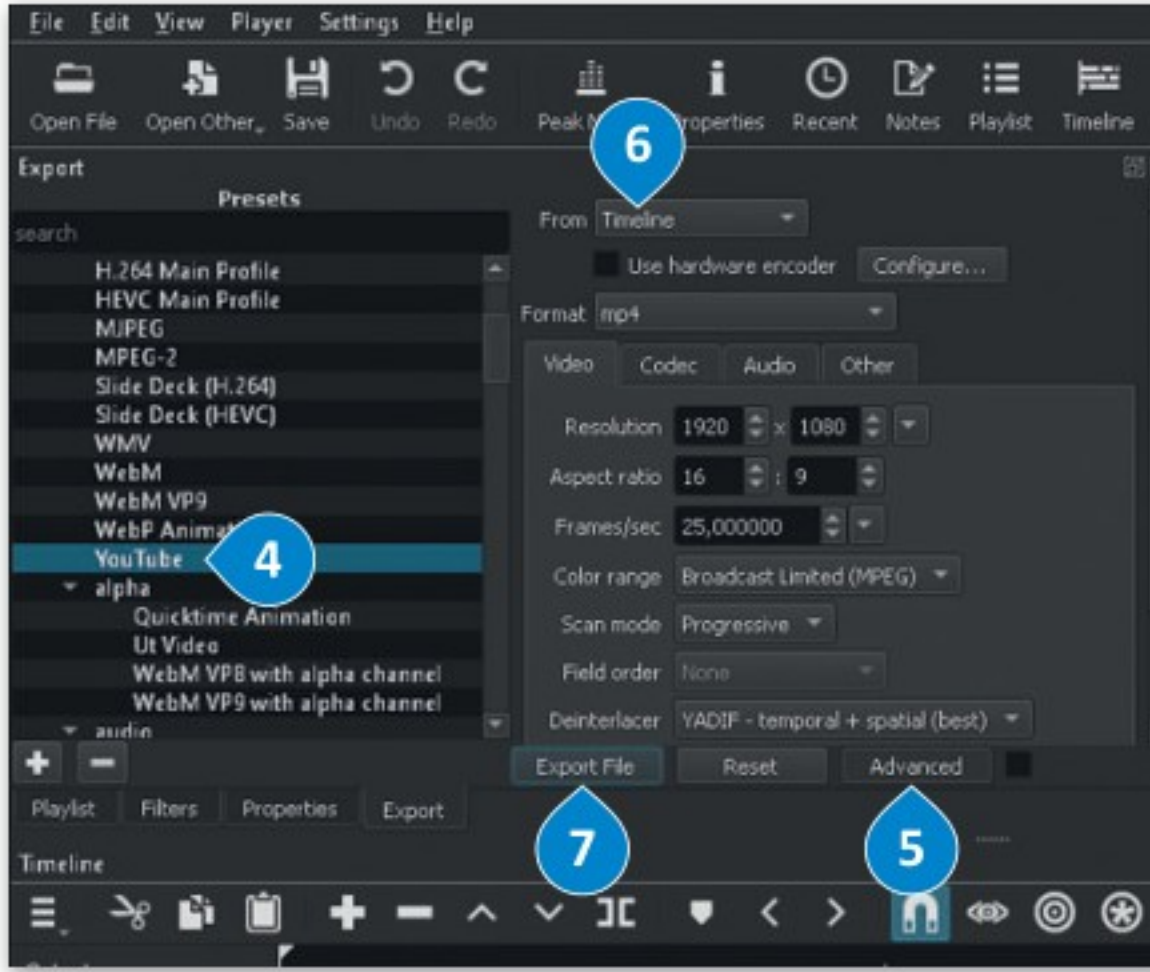 File Edit View Player Settings Help
Open File Open Other Save Undo Redo Peak Properties Recent Notes Playlist Timeline
6
Export
Presets
search
H.264 Main Profile
HEVC Main Profile
MJPEG
MPEG-2
Slide Deck (H.264)
Slide Deck (HEVC)
WMV
WebM
WebM VP9
WebP
YouTube
4
alpha
Quicktime Animation
Ut Video
WebM VP8 with alpha channel
WebM VP9 with alpha channel
audio
From Timeline
Use hardware encoder Configure...
Format mp4
Video Codec Audio Other
Resolution 1920 x 1080
Aspect ratio 16 : 9
Frames/sec 25,000000
Color range Broadcast Limited (MPEG)
Scan mode Progressive
Field order None
Deinterlacer YADIF - temporal + spatial (best)
Export File Reset Advanced
7 5
Playlist Filters Properties Export
Timeline